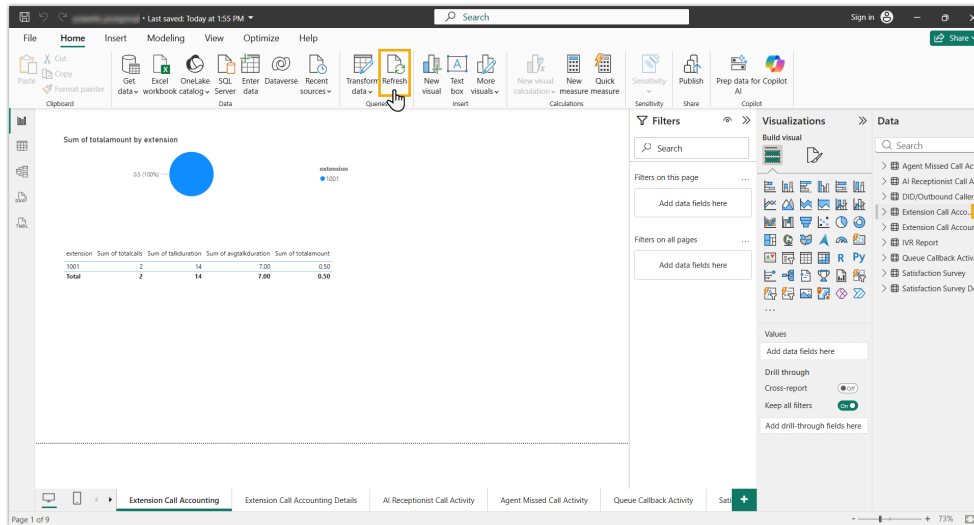 • Last saved: Today at 1:55 PM
Search
Sign in
File Home Insert Modeling View Optimize Help
Share
Paste
Cut
Copy
Format painter
Get data
Excel workbook
OneLake catalog
SQL Server
Enter data
Dataverse
Recent sources
Transform data
Refresh
New visual
Text box
More visuals
New visual calculation
New measure
Quick measure
Sensitivity
Publish
Prep data for AI
Copilot
Clipboard Data Queries Insert Calculations Sensitivity Share Copilot
Sum of totalamount by extension
0.5 (100%)
extension
1001
extension Sum of totalcalls Sum of talkduration Sum of avgtalkduration Sum of totalamount
1001 2 14 7.00 0.50
Total 2 14 7.00 0.50
Filters
Search
Filters on this page ...
Add data fields here
Filters on all pages ...
Add data fields here
Visualizations
Build visual
R Py
...
Values
Add data fields here
Drill through
Cross-report Off
Keep all filters On
Add drill-through fields here
Data
Search
Agent Missed Call Ac
AI Receptionist Call A
DID/Outbound Caller
Extension Call Acco...
Extension Call Accour
IVR Report
Queue Callback Activ
Satisfaction Survey
Satisfaction Survey D
Extension Call Accounting Extension Call Accounting Details AI Receptionist Call Activity Agent Missed Call Activity Queue Callback Activity Sati +
Page 1 of 9
- + 73%